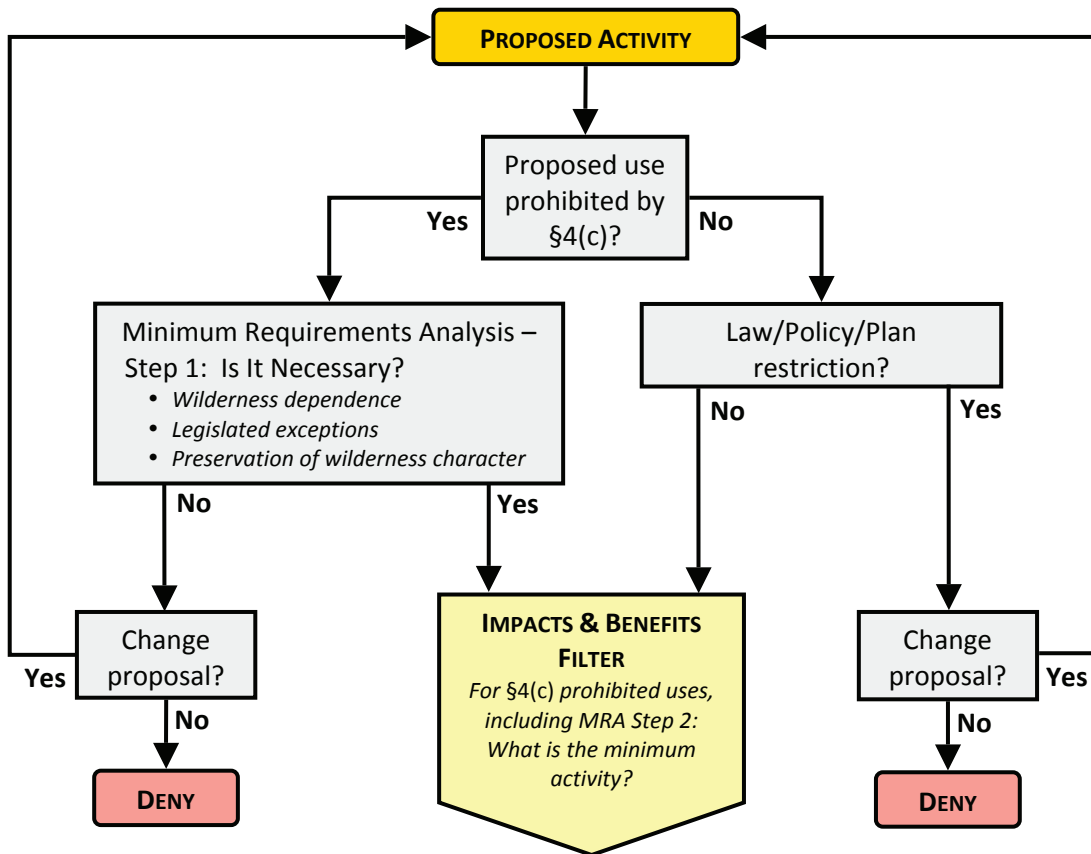 PROPOSED ACTIVITY
Proposed use
prohibited by
§4(c)?
Yes
No
Minimum Requirements Analysis –
Step 1: Is It Necessary?
• Wilderness dependence
• Legislated exceptions
• Preservation of wilderness character
Law/Policy/Plan
restriction?
No
Yes
No
Yes
IMPACTS & BENEFITS
FILTER
For §4(c) prohibited uses,
including MRA Step 2:
What is the minimum
activity?
Change
proposal?
Yes
No
DENY
Change
proposal?
Yes
No
DENY